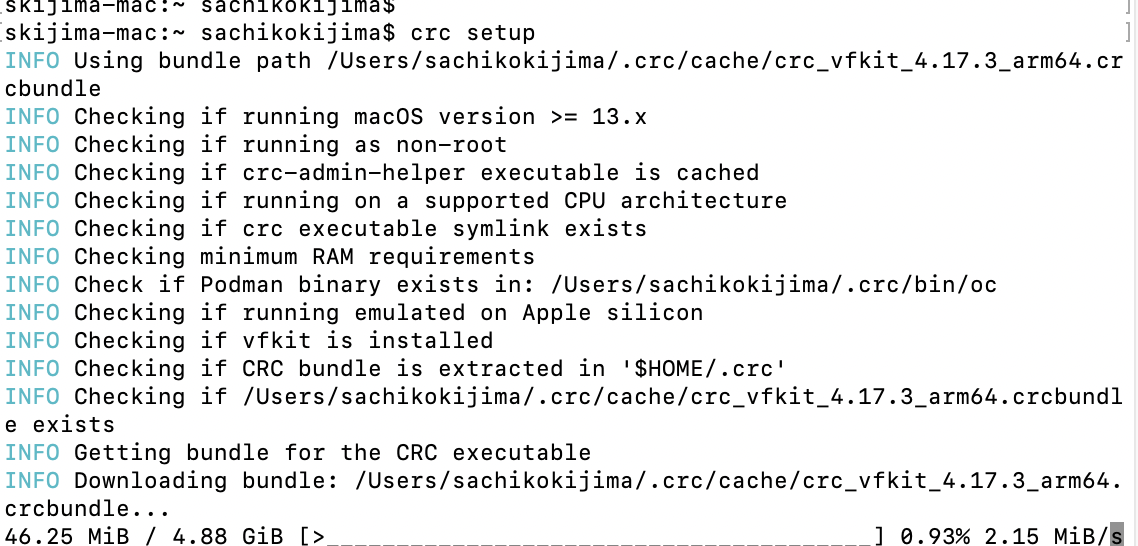 skijima-mac:~ sachikokijima$
[skijima-mac:~ sachikokijima$ crc setup ]
INFO Using bundle path /Users/sachikokijima/.crc/cache/crc_vfkit_4.17.3_arm64.cr
cbundle
INFO Checking if running macOS version >= 13.x
INFO Checking if running as non-root
INFO Checking if crc-admin-helper executable is cached
INFO Checking if running on a supported CPU architecture
INFO Checking if crc executable symlink exists
INFO Checking minimum RAM requirements
INFO Check if Podman binary exists in: /Users/sachikokijima/.crc/bin/oc
INFO Checking if running emulated on Apple silicon
INFO Checking if vfkit is installed
INFO Checking if CRC bundle is extracted in '$HOME/.crc'
INFO Checking if /Users/sachikokijima/.crc/cache/crc_vfkit_4.17.3_arm64.crcbundl
e exists
INFO Getting bundle for the CRC executable
INFO Downloading bundle: /Users/sachikokijima/.crc/cache/crc_vfkit_4.17.3_arm64.
crcbundle...
46.25 MiB / 4.88 GiB [>_______________________________________] 0.93% 2.15 MiB/s